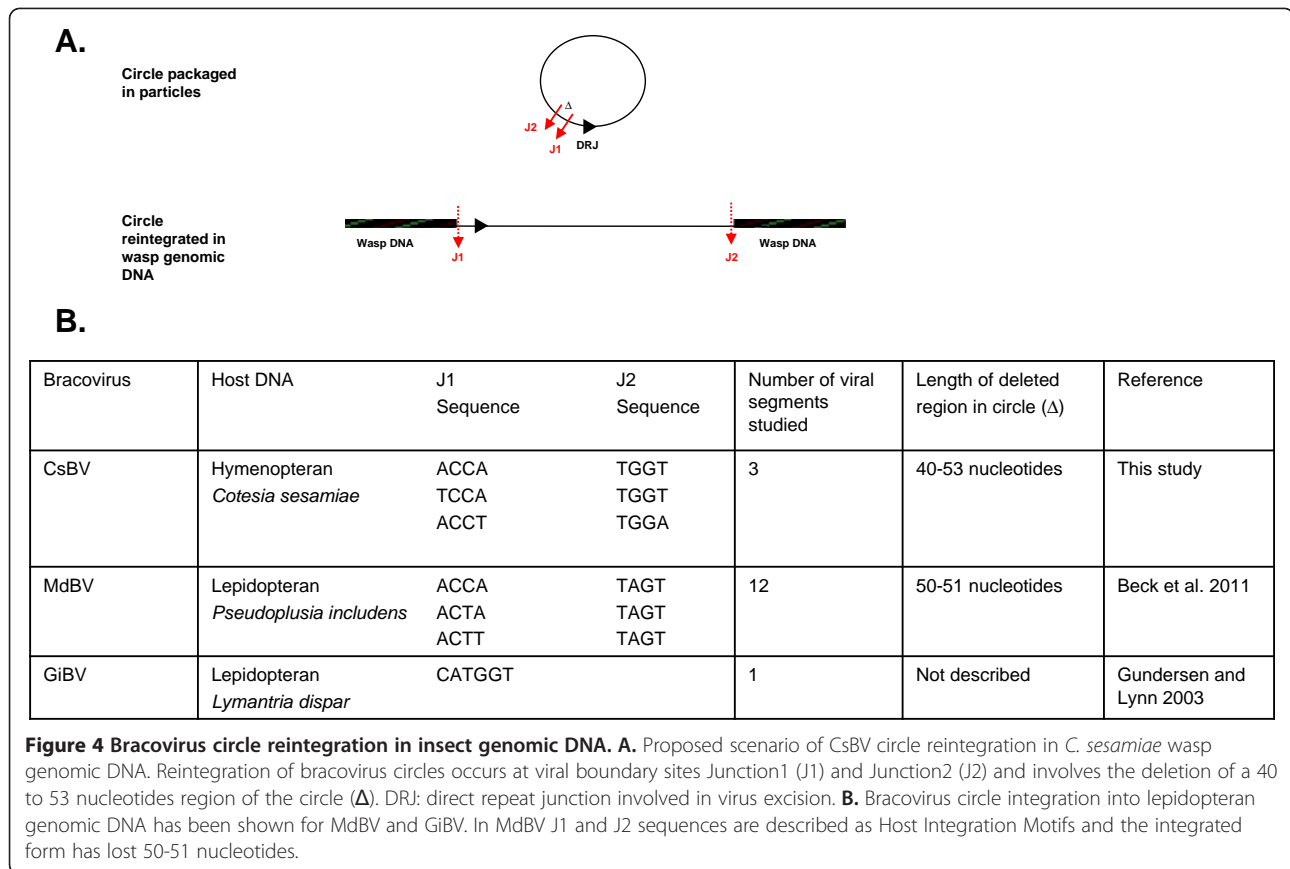 A.
Circle packaged
in particles
Δ
J2
J1
DRJ
Circle
reintegrated in
wasp genomic
DNA
Wasp DNA
J1
J2
Wasp DNA
B.
Bracovirus Host DNA J1 Sequence J2 Sequence Number of viral segments studied Length of deleted region in circle (Δ) Reference
CsBV Hymenopteran Cotesia sesamiae ACCA TGGT 3 40-53 nucleotides This study
TCCA TGGT
ACCT TGGA
MdBV Lepidopteran Pseudoplusia includens ACCA TAGT 12 50-51 nucleotides Beck et al. 2011
ACTA TAGT
ACTT TAGT
GiBV Lepidopteran Lymantria dispar CATGGT 1 Not described Gundersen and Lynn 2003
Figure 4 Bracovirus circle reintegration in insect genomic DNA. A. Proposed scenario of CsBV circle reintegration in C. sesamiae wasp
genomic DNA. Reintegration of bracovirus circles occurs at viral boundary sites Junction1 (J1) and Junction2 (J2) and involves the deletion of a 40
to 53 nucleotides region of the circle (Δ). DRJ: direct repeat junction involved in virus excision. B. Bracovirus circle integration into lepidopteran
genomic DNA has been shown for MdBV and GiBV. In MdBV J1 and J2 sequences are described as Host Integration Motifs and the integrated
form has lost 50-51 nucleotides.